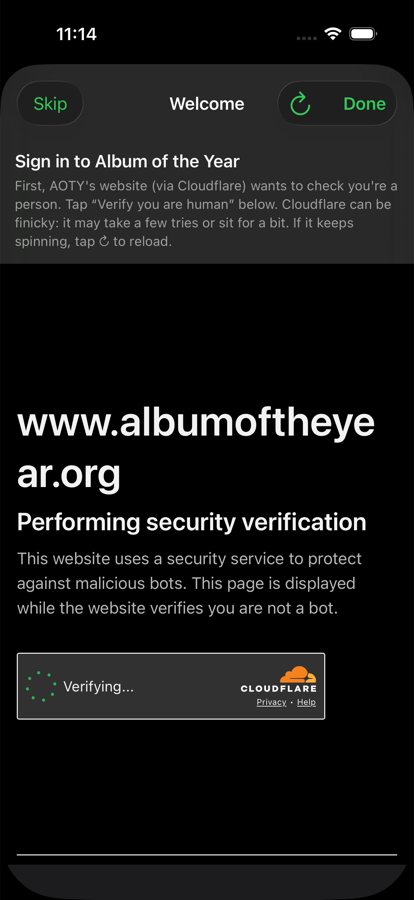 11:14
Skip
Welcome
Done
Sign in to Album of the Year
First, AOTY's website (via Cloudflare) wants to check you're a
person. Tap “Verify you are human” below. Cloudflare can be
finicky: it may take a few tries or sit for a bit. If it keeps
spinning, tap ↻ to reload.
www.albumoftheye
ar.org
Performing security verification
This website uses a security service to protect
against malicious bots. This page is displayed
while the website verifies you are not a bot.
Verifying...
CLOUDFLARE
Privacy • Help